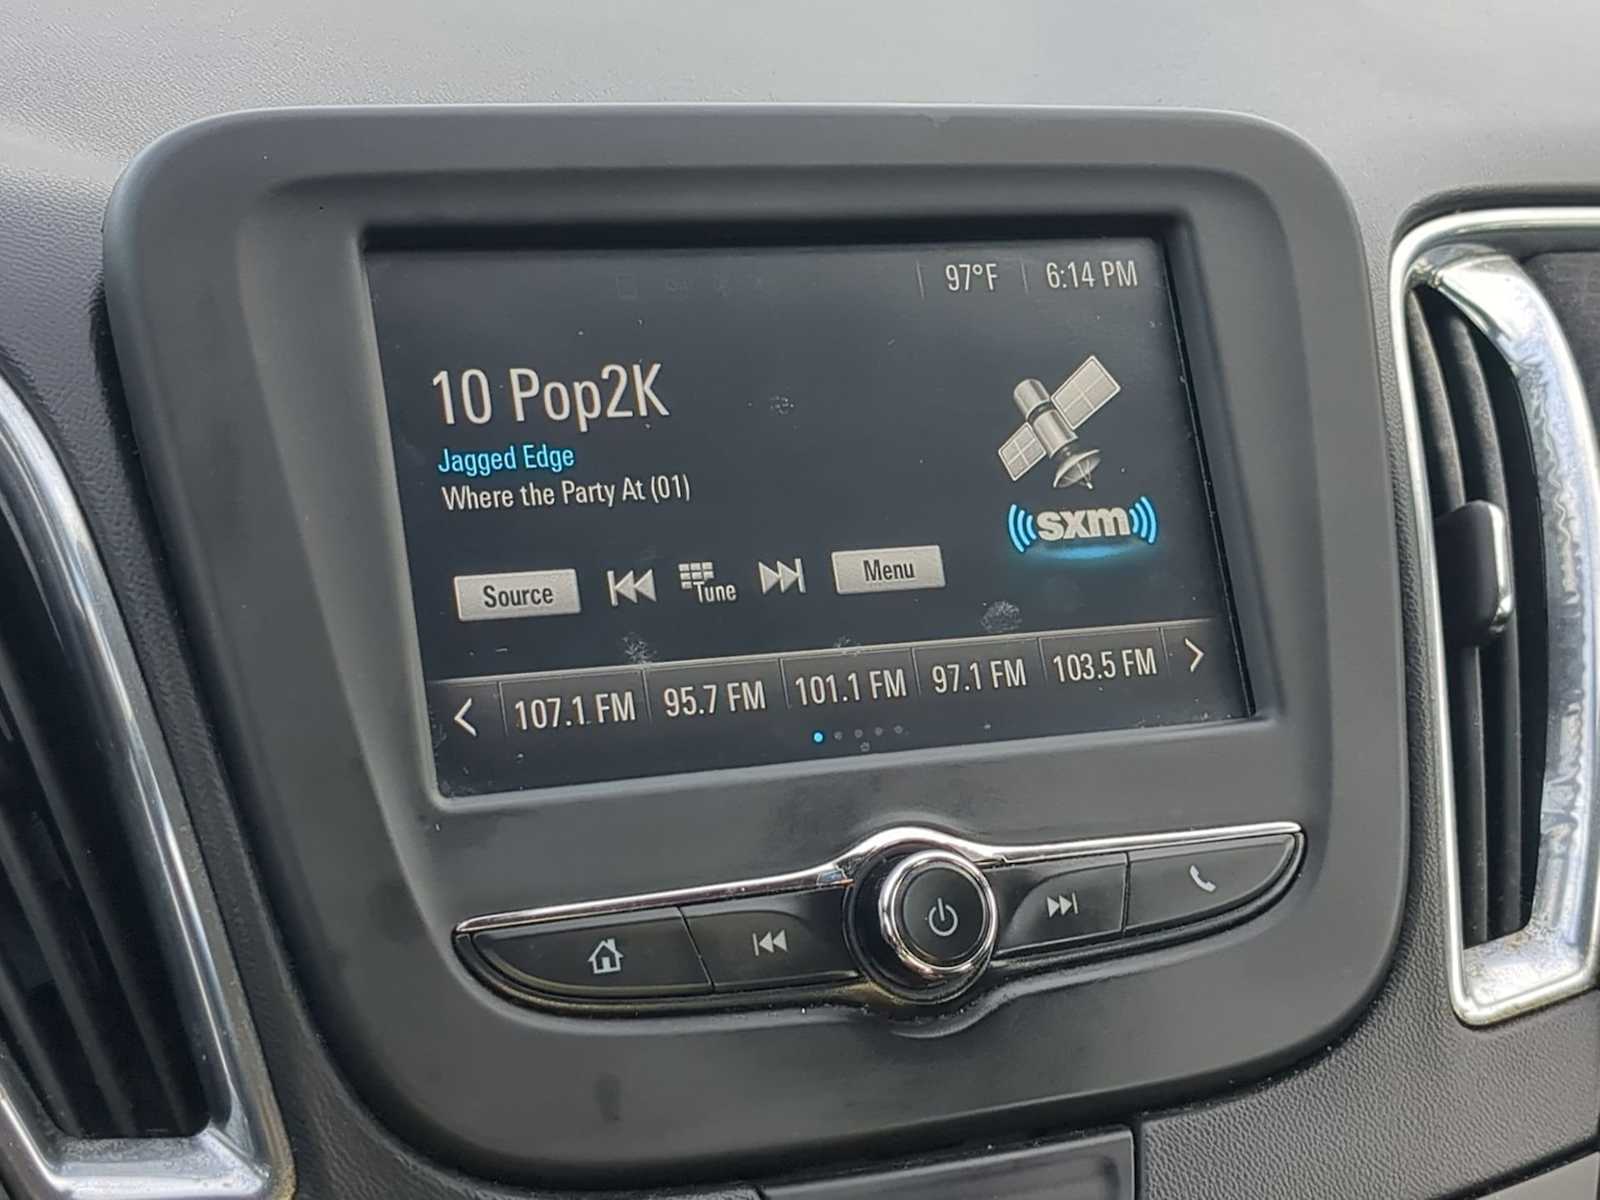 97°F 6:14 PM
10 Pop2K
Jagged Edge
Where the Party At (01)
sxm
Source Tune Menu
107.1 FM 95.7 FM 101.1 FM 97.1 FM 103.5 FM